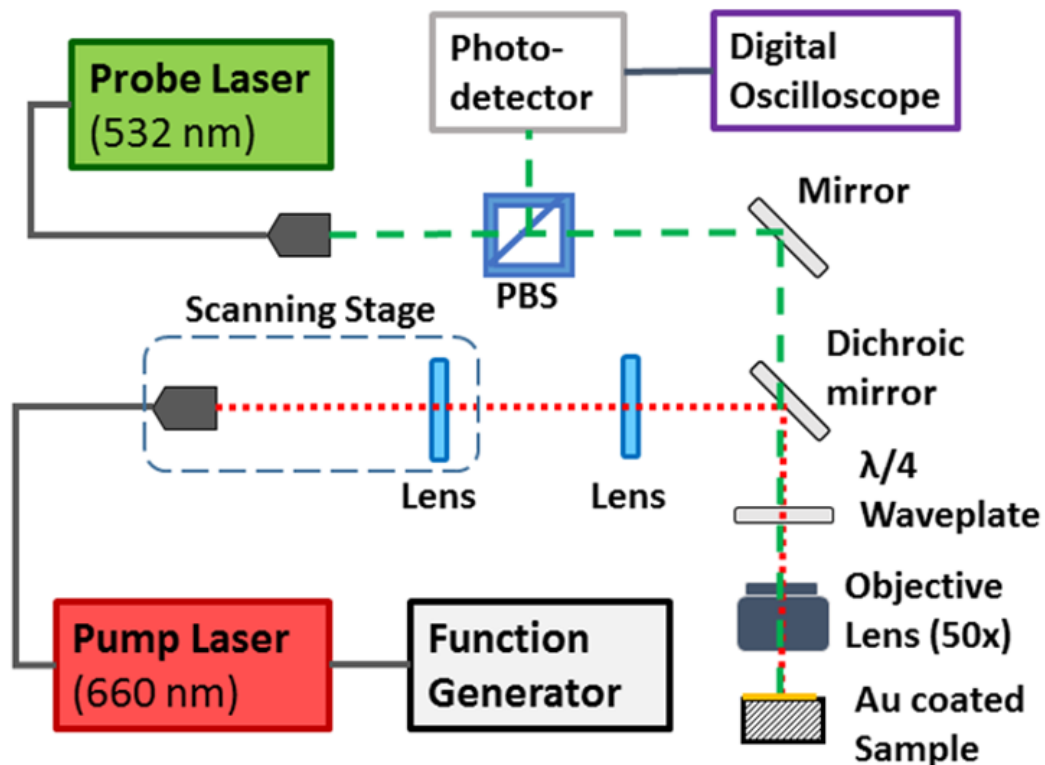 Probe Laser
(532 nm)
Photo-
detector
Digital
Oscilloscope
Mirror
PBS
Scanning Stage
Dichroic
mirror
Lens
Lens
λ/4
Waveplate
Objective
Lens (50x)
Pump Laser
(660 nm)
Function
Generator
Au coated
Sample